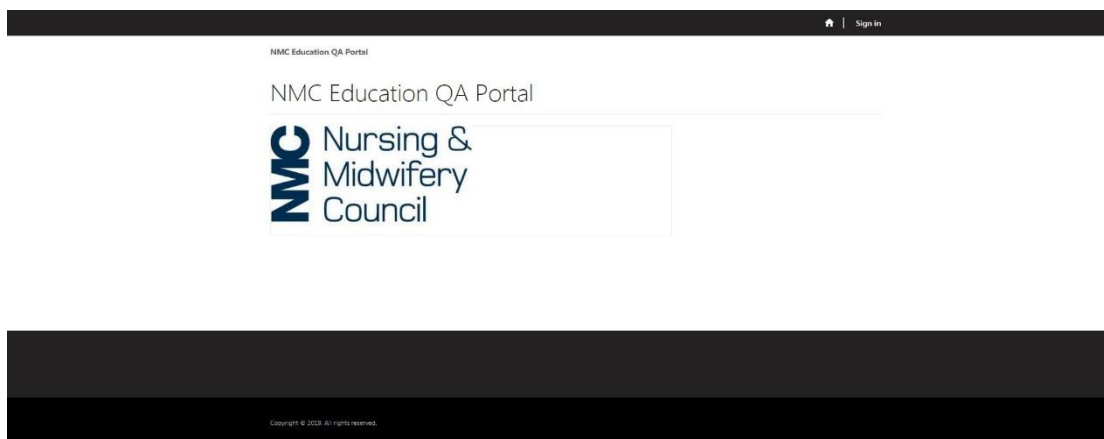 Sign in
NMC Education QA Portal
NMC Education QA Portal
NMC
Nursing &
Midwifery
Council
Copyright © 2019. All rights reserved.